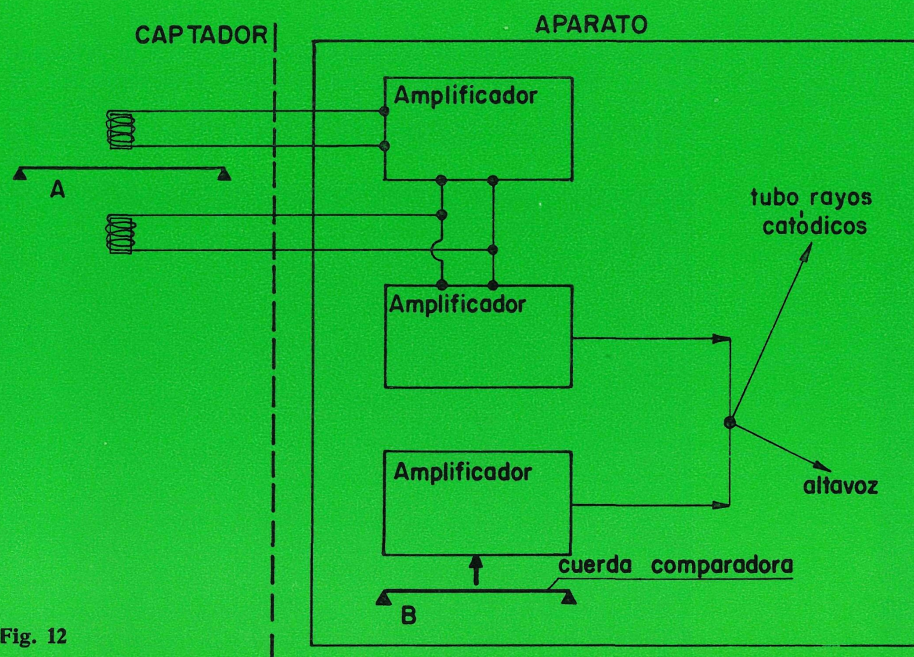 CAPTADOR
APARATO
Amplificador
A
tubo rayos
catódicos
Amplificador
Amplificador
altavoz
cuerda comparadora
B
Fig. 12